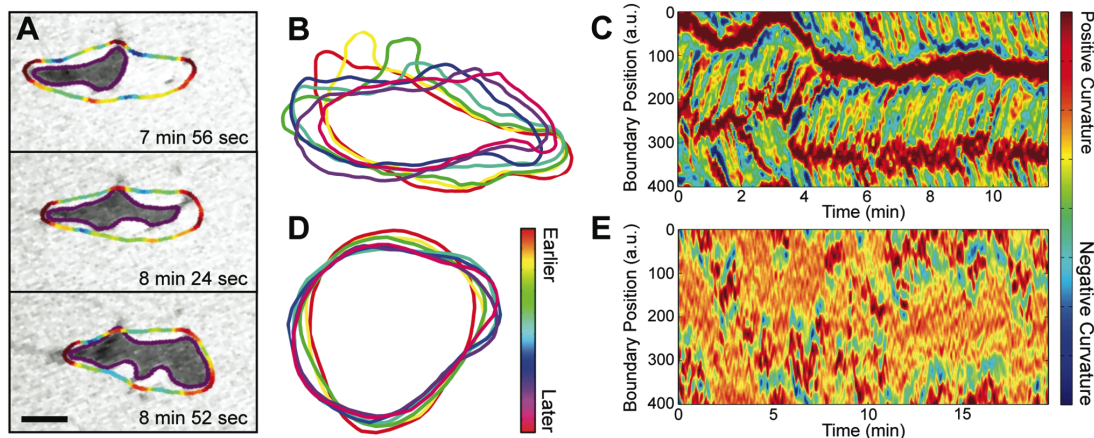 A
7 min 56 sec
8 min 24 sec
8 min 52 sec
B
D
Earlier
Later
C
Boundary Position (a.u.)
0
100
200
300
400
0 2 4 6 8 10
Time (min)
E
Boundary Position (a.u.)
0
100
200
300
400
0 5 10 15
Time (min)
Positive Curvature
Negative Curvature